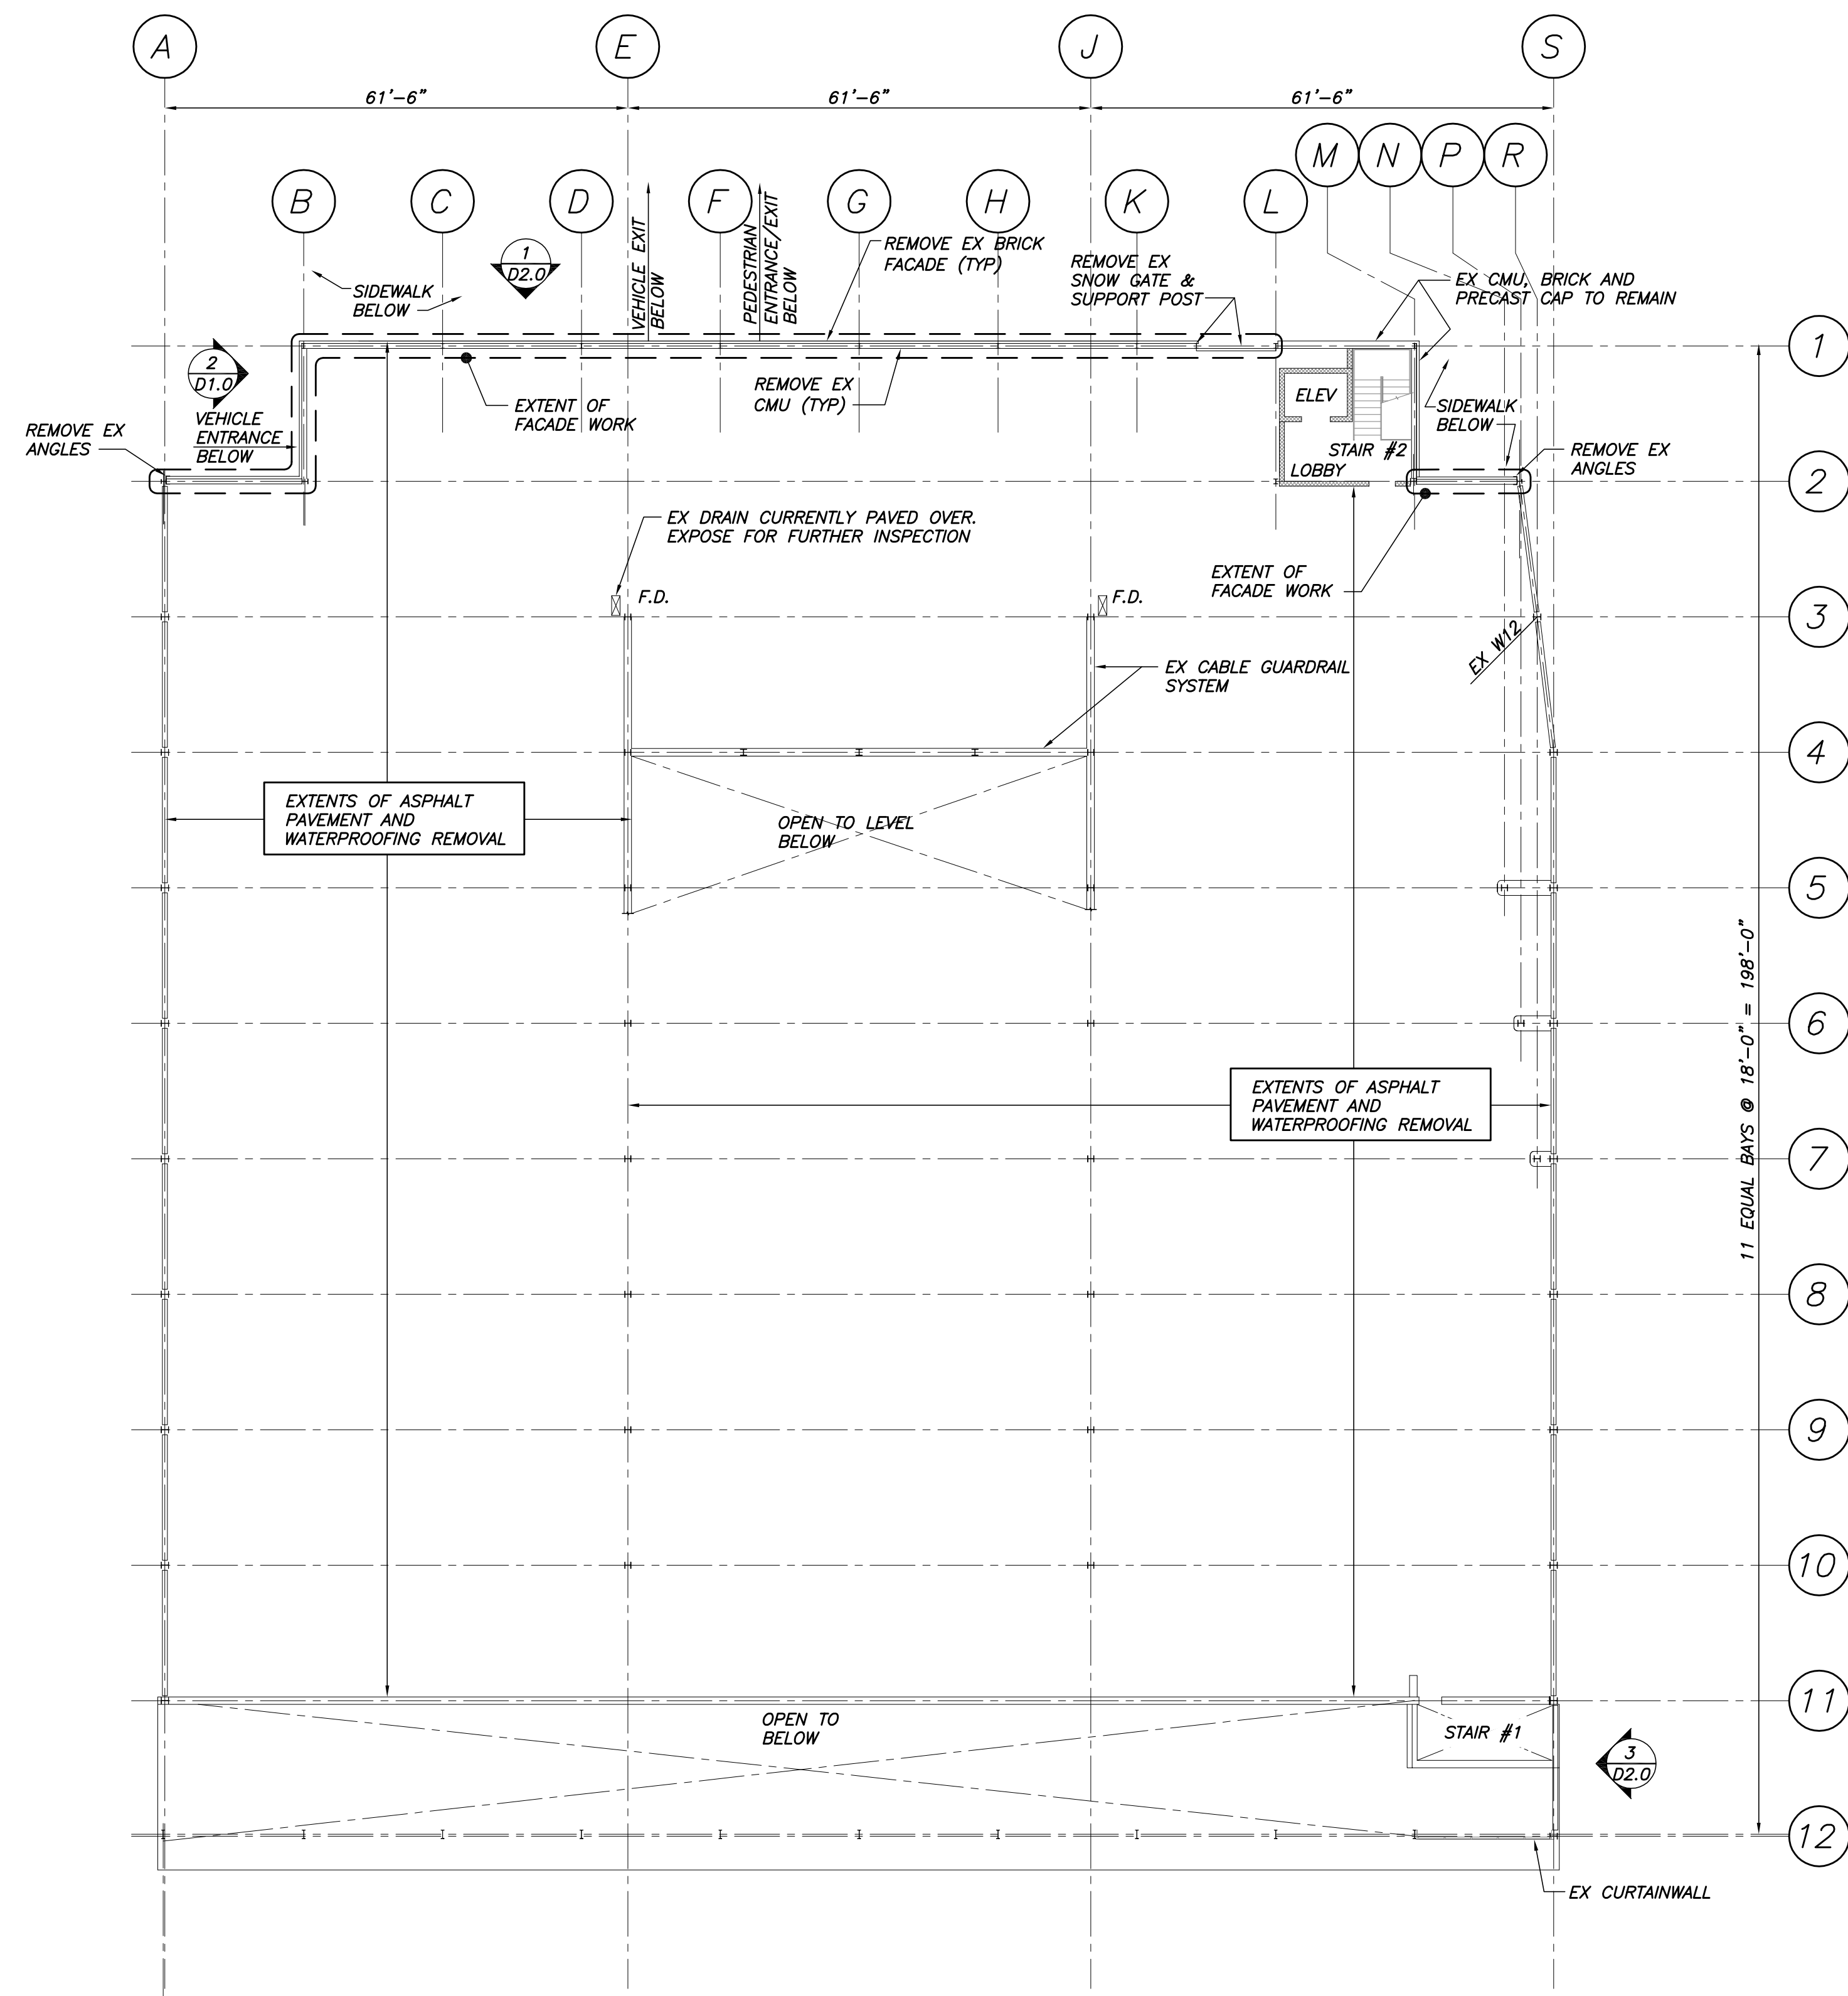 A
E
J
S
61'-6"
61'-6"
61'-6"
M
N
P
R
B
C
D
F
G
H
K
L
VEHICLE EXIT
BELOW
PEDESTRIAN
ENTRANCE/EXIT
BELOW
REMOVE EX BRICK
FACADE (TYP)
REMOVE EX
SNOW GATE &
SUPPORT POST
EX CMU, BRICK AND
PRECAST CAP TO REMAIN
1
D2.0
SIDEWALK
BELOW
1
2
D1.0
REMOVE EX
CMU (TYP)
EXTENT OF
FACADE WORK
VEHICLE
ENTRANCE
BELOW
REMOVE EX
ANGLES
ELEV
STAIR #2
LOBBY
SIDEWALK
BELOW
REMOVE EX
ANGLES
2
EX DRAIN CURRENTLY PAVED OVER.
EXPOSE FOR FURTHER INSPECTION
EXTENT OF
FACADE WORK
F.D.
F.D.
3
EX W12
EX CABLE GUARDRAIL
SYSTEM
4
EXTENTS OF ASPHALT
PAVEMENT AND
WATERPROOFING REMOVAL
OPEN TO LEVEL
BELOW
5
11 EQUAL BAYS @ 18'-0" = 198'-0"
6
EXTENTS OF ASPHALT
PAVEMENT AND
WATERPROOFING REMOVAL
7
8
9
10
11
OPEN TO
BELOW
STAIR #1
3
D2.0
12
EX CURTAINWALL